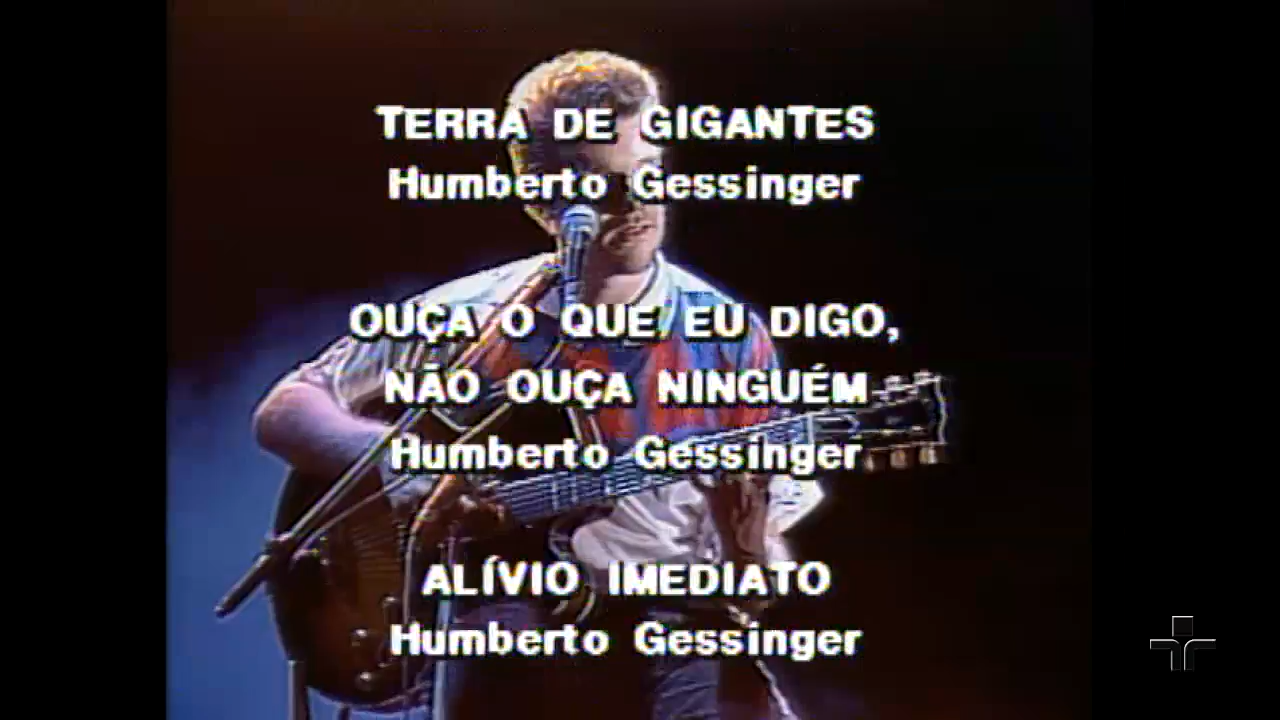 TERRA DE GIGANTES
Humberto Gessinger
OUÇA O QUE EU DIGO,
NÃO OUÇA NINGUÉM
Humberto Gessinger
ALÍVIO IMEDIATO
Humberto Gessinger